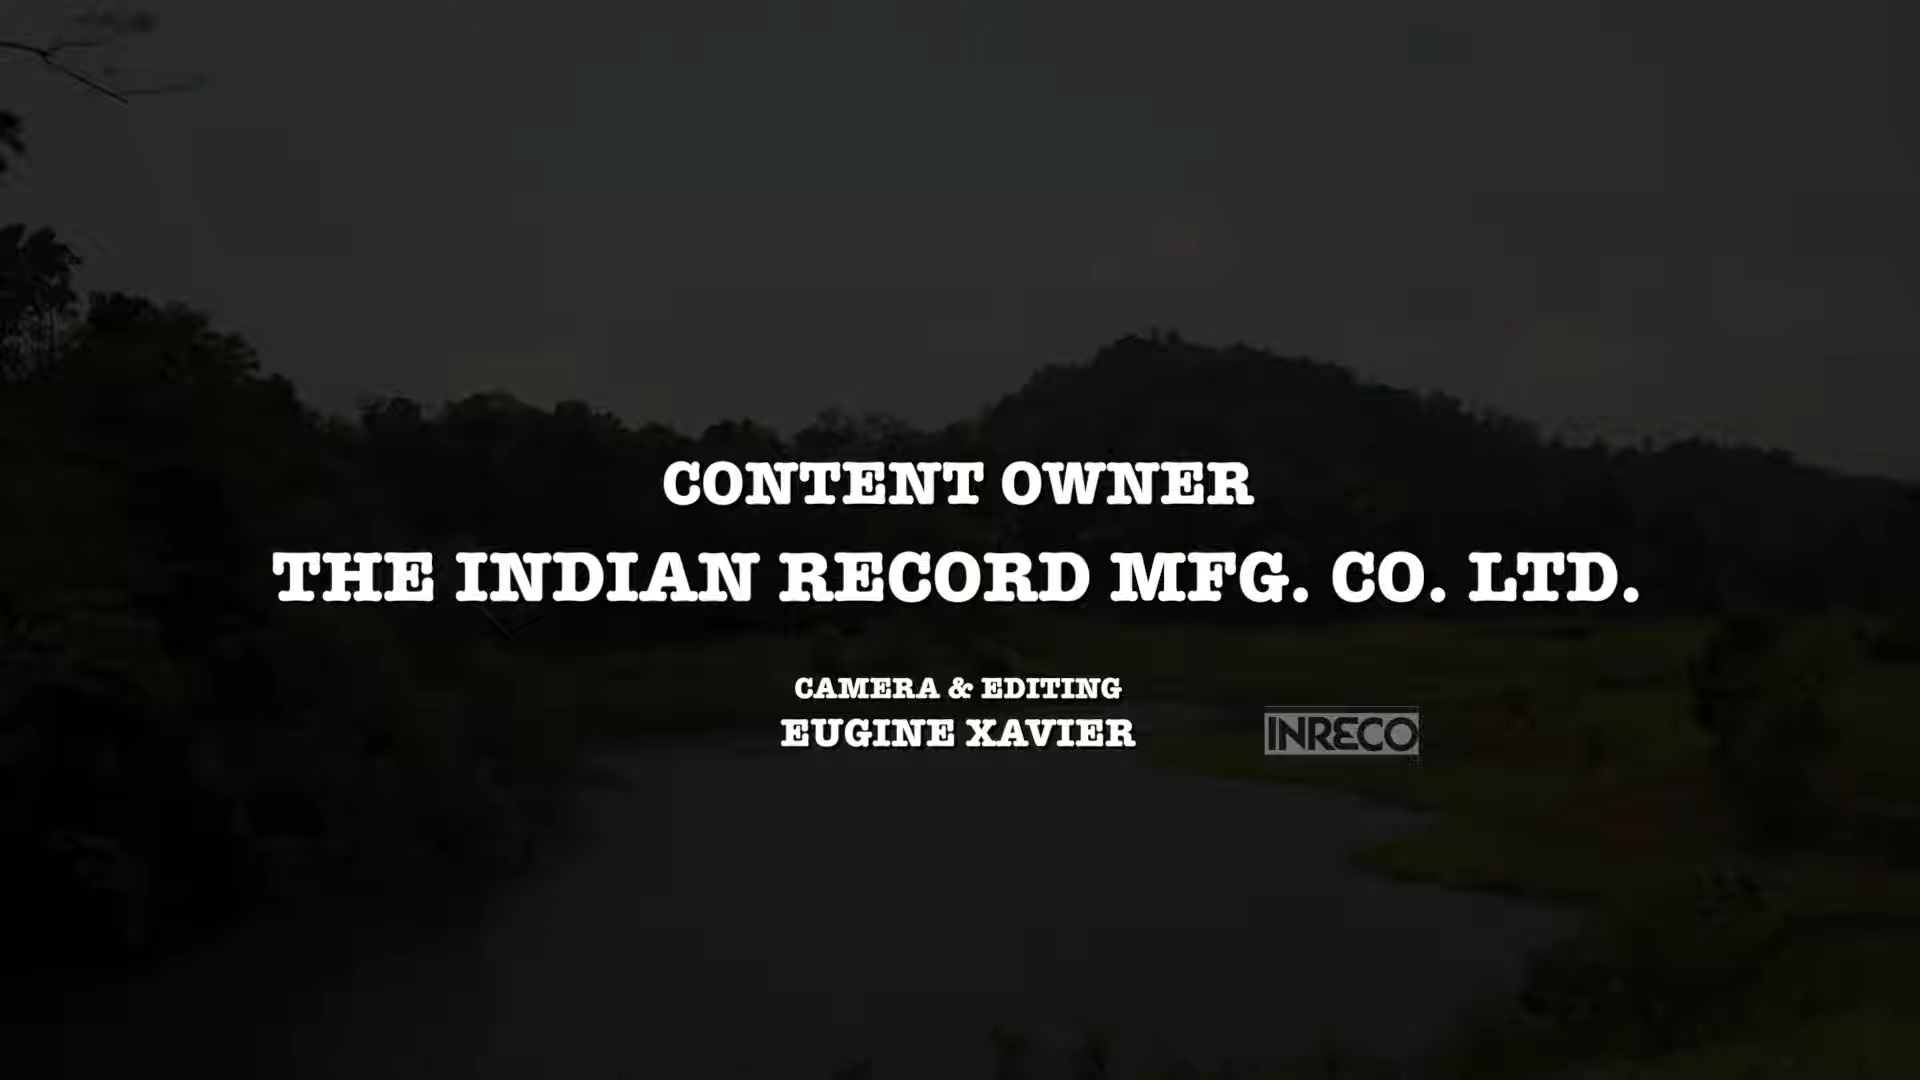 CONTENT OWNER
THE INDIAN RECORD MFG. CO. LTD.
CAMERA & EDITING
EUGINE XAVIER
INRECO